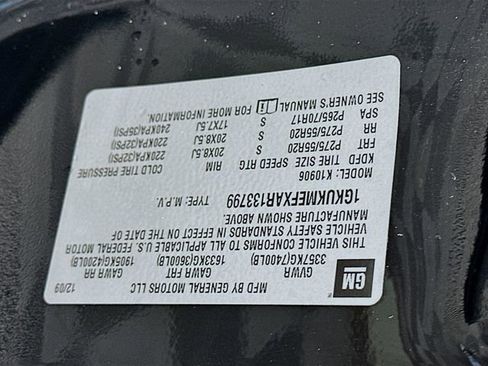 MFD BY GENERAL MOTORS LLC
12/09
GM
GVWR GAWR FRT GAWR RR
3357KG(7400LB) 1633KG(3600LB) 1905KG(4200LB)
THIS VEHICLE CONFORMS TO ALL APPLICABLE U.S. FEDERAL MOTOR
VEHICLE SAFETY STANDARDS IN EFFECT ON THE DATE OF
MANUFACTURE SHOWN ABOVE.
1GKUKMEFXAR133799 TYPE: M.P.V.
MODEL: K10906
KDFD TIRE SIZE SPEED RTG RIM COLD TIRE PRESSURE
FRT P275/55R20 S 20X8.5J 220KPA(32PSI)
RR P275/55R20 S 20X8.5J 220KPA(32PSI)
SPA P265/70R17 S 17X7.5J 240KPA(35PSI)
SEE OWNER'S MANUAL FOR MORE INFORMATION.